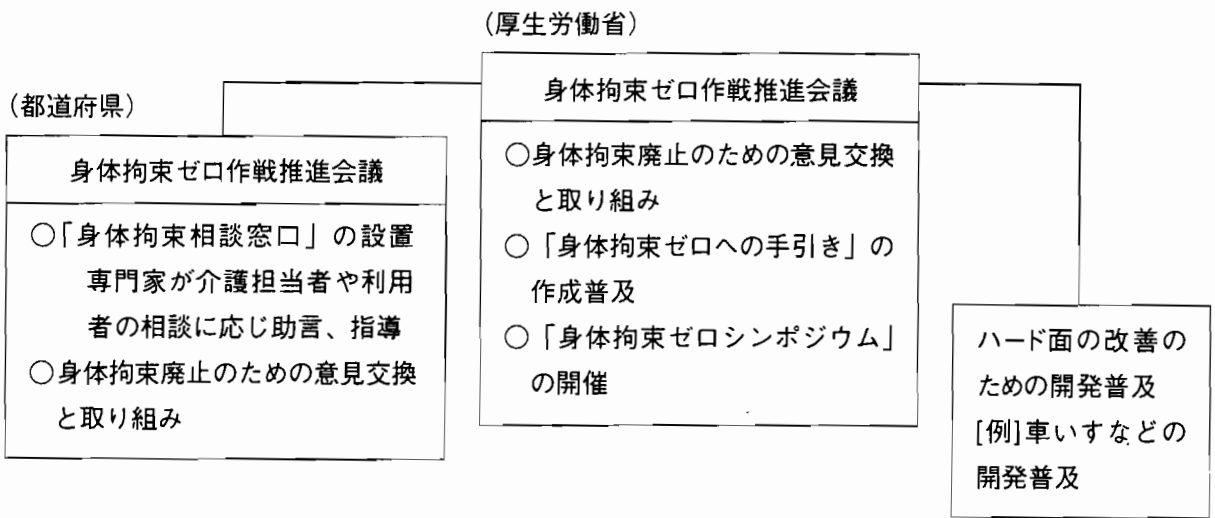 (厚生労働省)
身体拘束ゼロ作戦推進会議
○身体拘束廃止のための意見交換
と取り組み
○「身体拘束ゼロへの手引き」の
作成普及
○「身体拘束ゼロシンポジウム」
の開催
(都道府県)
身体拘束ゼロ作戦推進会議
○「身体拘束相談窓口」の設置
専門家が介護担当者や利用
者の相談に応じ助言、指導
○身体拘束廃止のための意見交換
と取り組み
ハード面の改善の
ための開発普及
[例]車いすなどの
開発普及